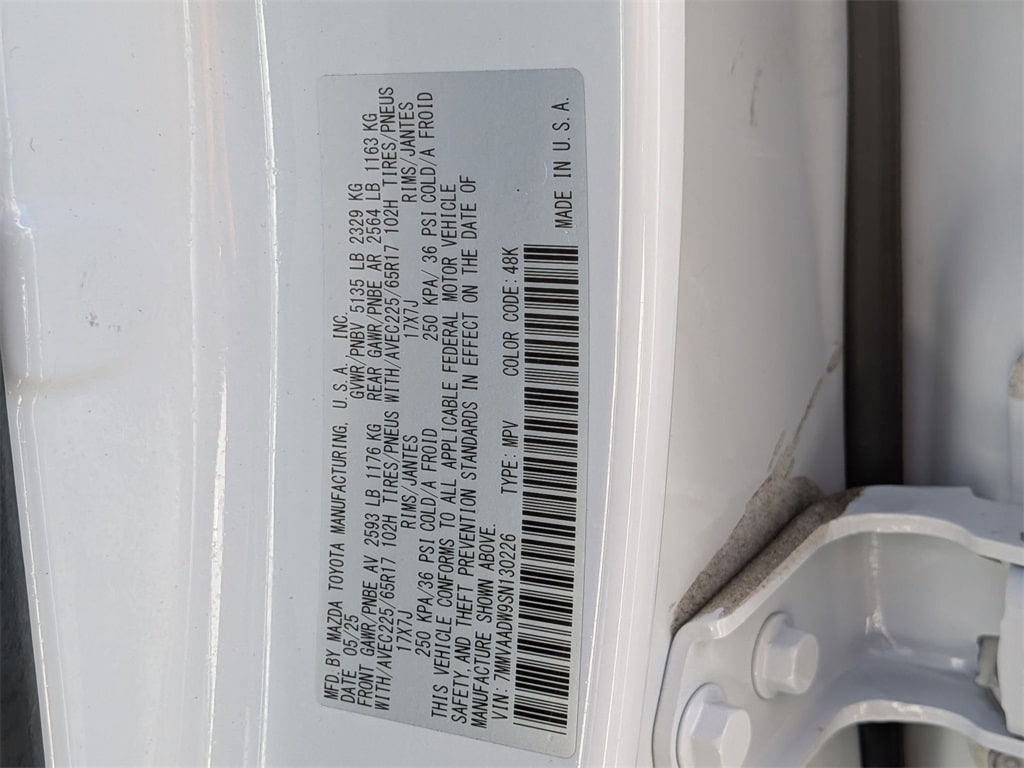 MFD. BY MAZDA TOYOTA MANUFACTURING, U.S.A. INC.
DATE 05/25 GVWR/PNBV 5135 LB 2329 KG
FRONT GAWR/PNBE AV 2593 LB 1176 KG REAR GAWR/PNBE AR 2564 LB 1163 KG
WITH/AVEC225/65R17 102H TIRES/PNEUS WITH/AVEC225/65R17 102H TIRES/PNEUS
17X7J RIMS/JANTES 17X7J RIMS/JANTES
250 KPA/36 PSI COLD/A FROID 250 KPA/ 36 PSI COLD/A FROID
THIS VEHICLE CONFORMS TO ALL APPLICABLE FEDERAL MOTOR VEHICLE
SAFETY, AND THEFT PREVENTION STANDARDS IN EFFECT ON THE DATE OF
MANUFACTURE SHOWN ABOVE.
VIN: 7MMVAADW9SN130226 TYPE: MPV COLOR CODE: 48K
MADE IN U.S.A.